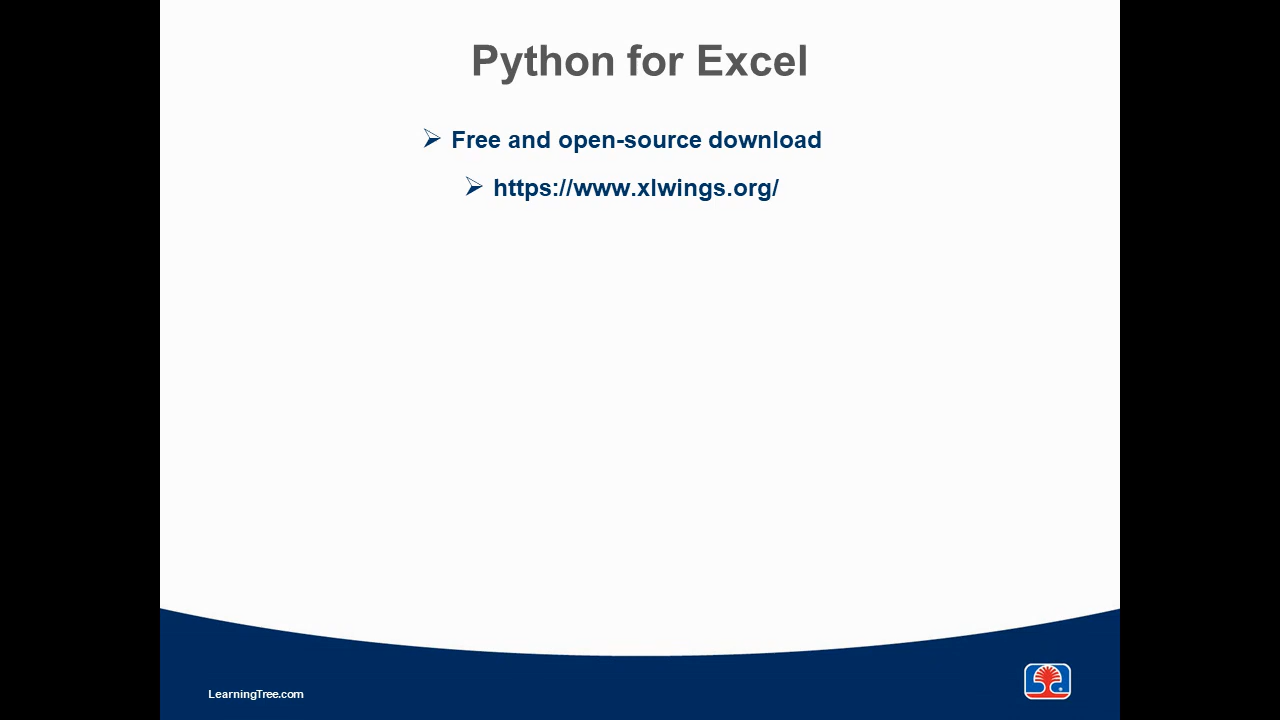 Python for Excel
➢ Free and open-source download
➢ https://www.xlwings.org/
LearningTree.com